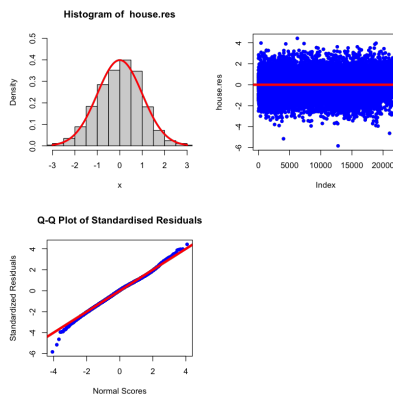 Histogram of  house.res
Density
0.0 0.1 0.2 0.3 0.4 0.5
-3 -2 -1 0 1 2 3
x
house.res
-6 -4 -2 0 2 4
0 5000 10000 15000 20000
Index
Q-Q Plot of Standardised Residuals
Standardized Residuals
-6 -4 -2 0 2 4
-4 -2 0 2 4
Normal Scores